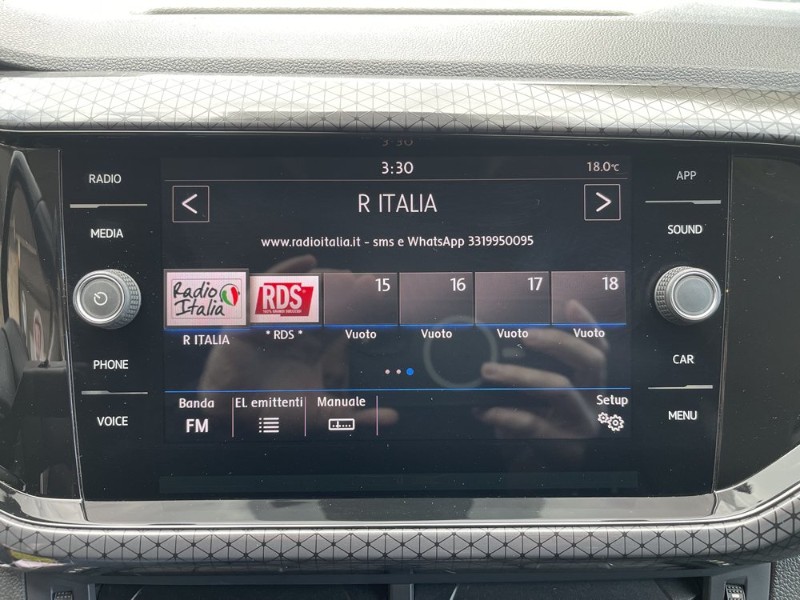 3:30
18.0°C
RADIO
MEDIA
PHONE
VOICE
<
R ITALIA
>
www.radioitalia.it - sms e WhatsApp 3319950095
Radio
Italia
RDS
15
16
17
18
R ITALIA
* RDS *
Vuoto
Vuoto
Vuoto
Vuoto
Banda
FM
El. emittenti
Manuale
Setup
APP
SOUND
CAR
MENU